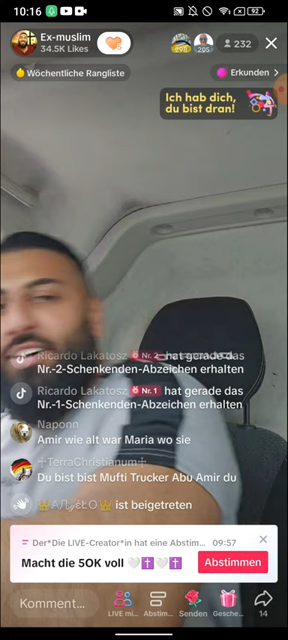 10:16
92
Ex-muslim
34.5K Likes
295
205
232
Wöchentliche Rangliste
Erkunden >
Ich hab dich,
du bist dran!
Ricardo Lakatosz Nr. 2 hat gerade das
Nr.-2-Schenkenden-Abzeichen erhalten
Ricardo Lakatosz Nr. 1 hat gerade das
Nr.-1-Schenkenden-Abzeichen erhalten
Naponn
Amir wie alt war Maria wo sie
✢TerraChristianum✢
Du bist bist Mufti Trucker Abu Amir du
ist beigetreten
Der*Die LIVE-Creator*in hat eine Abstim... 09:57
Macht die 50K voll 🤍✝️🤍✝️
Abstimmen
Komment...
LIVE mi...
Abstim...
Senden
Gesche...
14